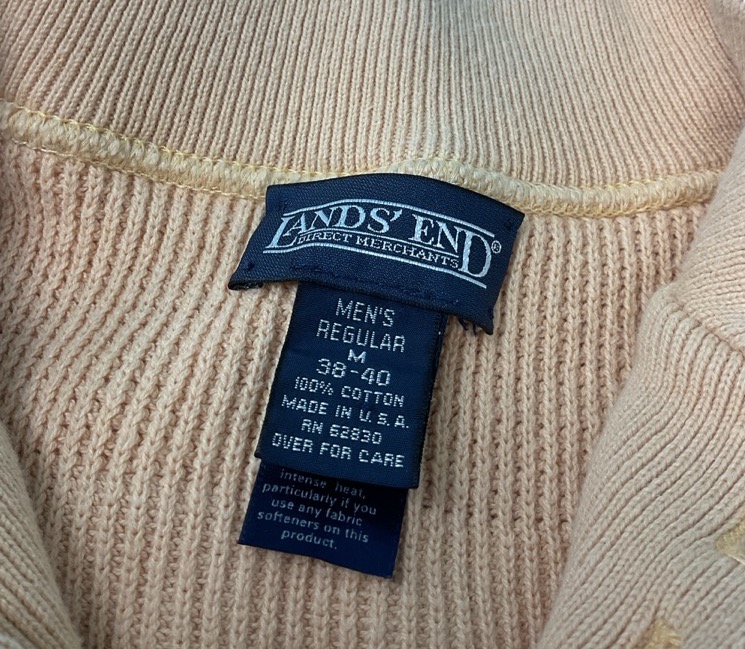 LANDS' END®
DIRECT MERCHANTS
MEN'S
REGULAR
M
38-40
100% COTTON
MADE IN U.S.A.
RN 62830
OVER FOR CARE
intense heat,
particularly if you
use any fabric
softeners on this
product.